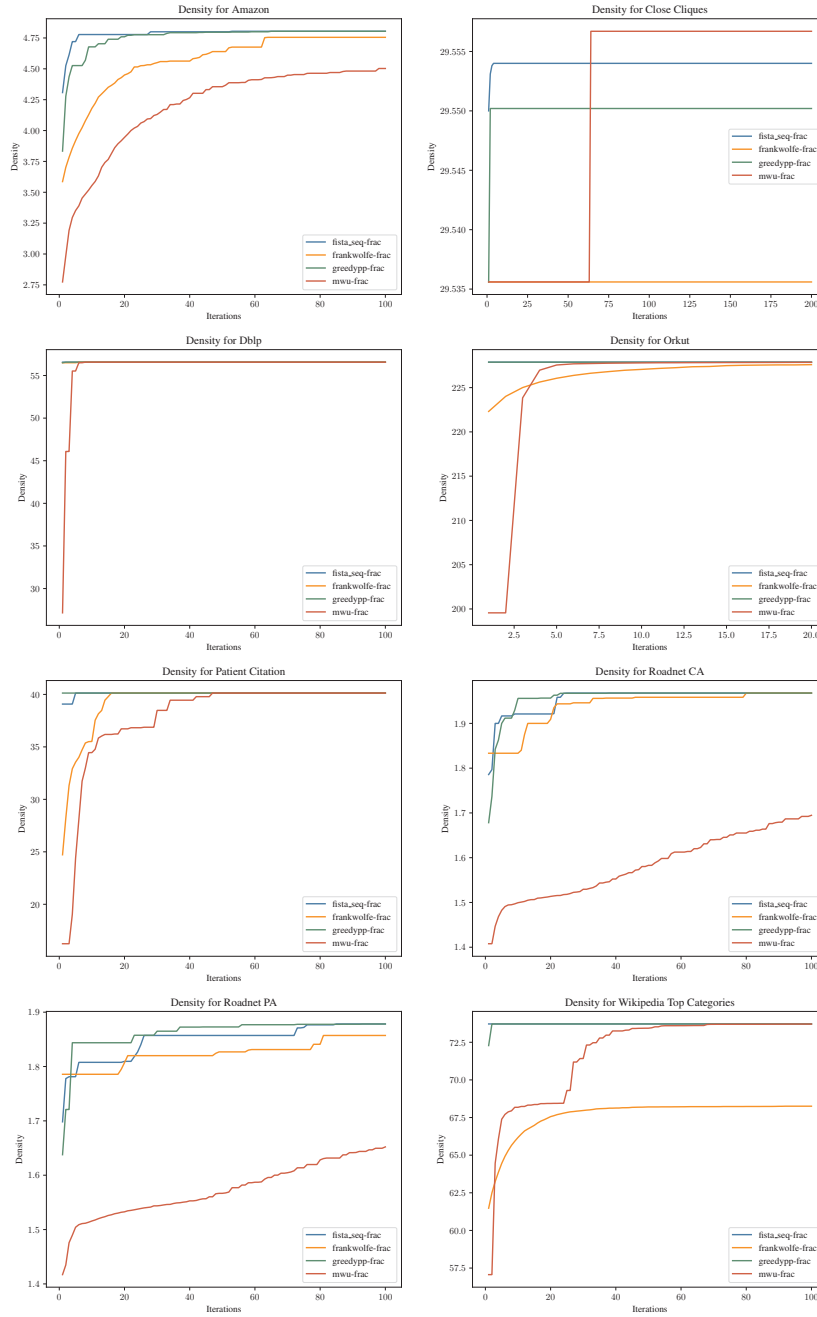 Density for Amazon
4.75
4.50
4.25
4.00
3.75
3.50
3.25
3.00
2.75
Density
0 20 40 60 80 100
Iterations
fista_seq-frac
frankwolfe-frac
greedypp-frac
mwu-frac
Density for Close Cliques
29.555
29.550
29.545
29.540
29.535
Density
0 25 50 75 100 125 150 175 200
Iterations
fista_seq-frac
frankwolfe-frac
greedypp-frac
mwu-frac
Density for Dblp
55
50
45
40
35
30
Density
0 20 40 60 80 100
Iterations
fista_seq-frac
frankwolfe-frac
greedypp-frac
mwu-frac
Density for Orkut
225
220
215
210
205
200
Density
2.5 5.0 7.5 10.0 12.5 15.0 17.5 20.0
Iterations
fista_seq-frac
frankwolfe-frac
greedypp-frac
mwu-frac
Density for Patient Citation
40
35
30
25
20
Density
0 20 40 60 80 100
Iterations
fista_seq-frac
frankwolfe-frac
greedypp-frac
mwu-frac
Density for Roadnet CA
1.9
1.8
1.7
1.6
1.5
1.4
Density
0 20 40 60 80 100
Iterations
fista_seq-frac
frankwolfe-frac
greedypp-frac
mwu-frac
Density for Roadnet PA
1.9
1.8
1.7
1.6
1.5
1.4
Density
0 20 40 60 80 100
Iterations
fista_seq-frac
frankwolfe-frac
greedypp-frac
mwu-frac
Density for Wikipedia Top Categories
72.5
70.0
67.5
65.0
62.5
60.0
57.5
Density
0 20 40 60 80 100
Iterations
fista_seq-frac
frankwolfe-frac
greedypp-frac
mwu-frac